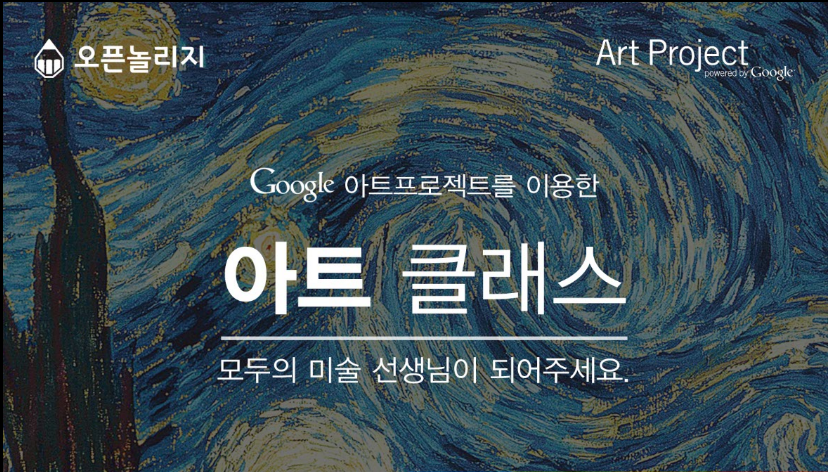 오픈놀리지
Art Project
powered by Google
Google 아트프로젝트를 이용한
아트 클래스
모두의 미술 선생님이 되어주세요.